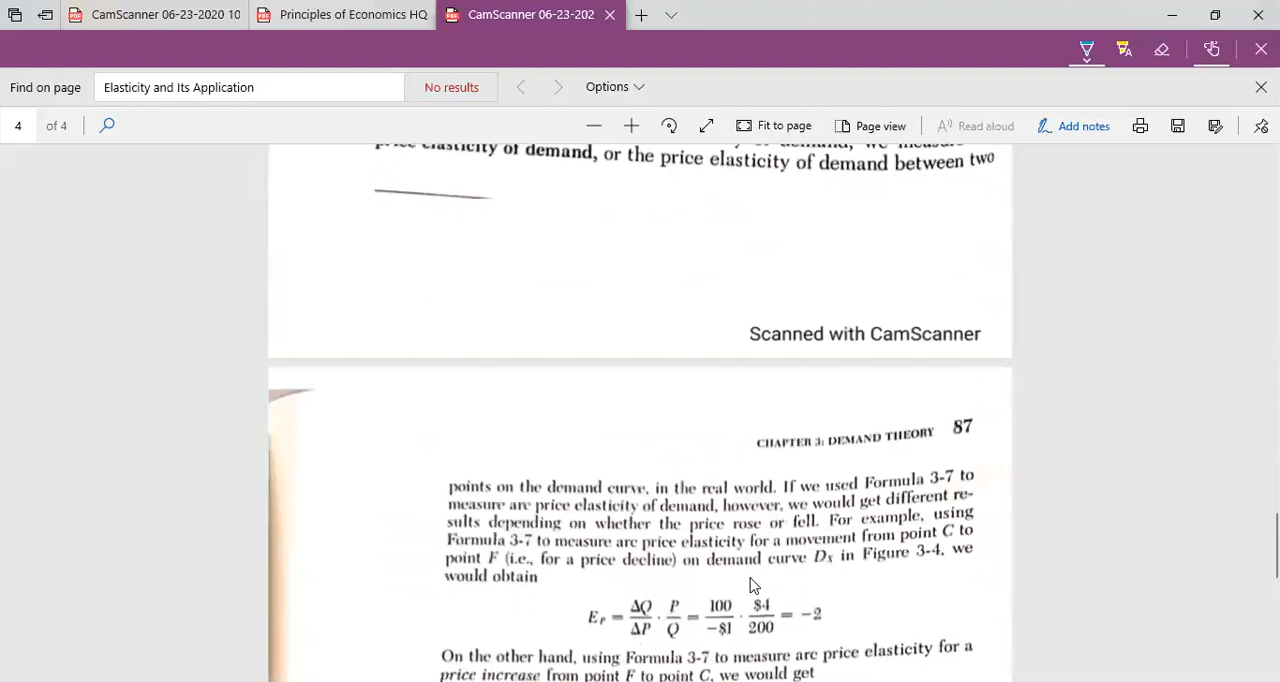 CamScanner 06-23-2020 10
Principles of Economics HQ
CamScanner 06-23-202
Find on page
Elasticity and Its Application
No results
Options
4 of 4
Fit to page
Page view
Read aloud
Add notes
price elasticity of demand, or the price elasticity of demand between two
Scanned with CamScanner
CHAPTER 3: DEMAND THEORY 87
points on the demand curve, in the real world. If we used Formula 3-7 to
measure arc price elasticity of demand, however, we would get different re-
sults depending on whether the price rose or fell. For example, using
Formula 3-7 to measure arc price elasticity for a movement from point C to
point F (i.e., for a price decline) on demand curve Dx in Figure 3-4, we
would obtain
EP = ΔQ/ΔP · P/Q = 100/−$1 · $4/200 = −2
On the other hand, using Formula 3-7 to measure arc price elasticity for a
price increase from point F to point C, we would get